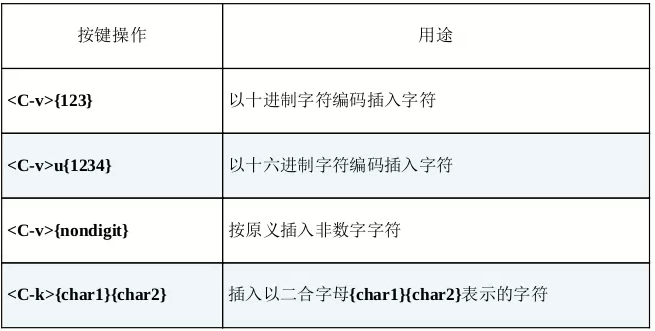 按键操作 用途
<C-v>{123} 以十进制字符编码插入字符
<C-v>u{1234} 以十六进制字符编码插入字符
<C-v>{nondigit} 按原义插入非数字字符
<C-k>{char1}{char2} 插入以二合字母{char1}{char2}表示的字符